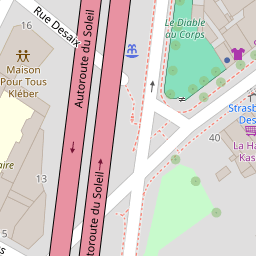 Rue Desaix
16
Maison
Pour Tous
Kléber
Autoroute du Soleil
Le Diable
au Corps
Strasb
Des
40
La Ha
Kas
aire
13
Autoroute du Soleil